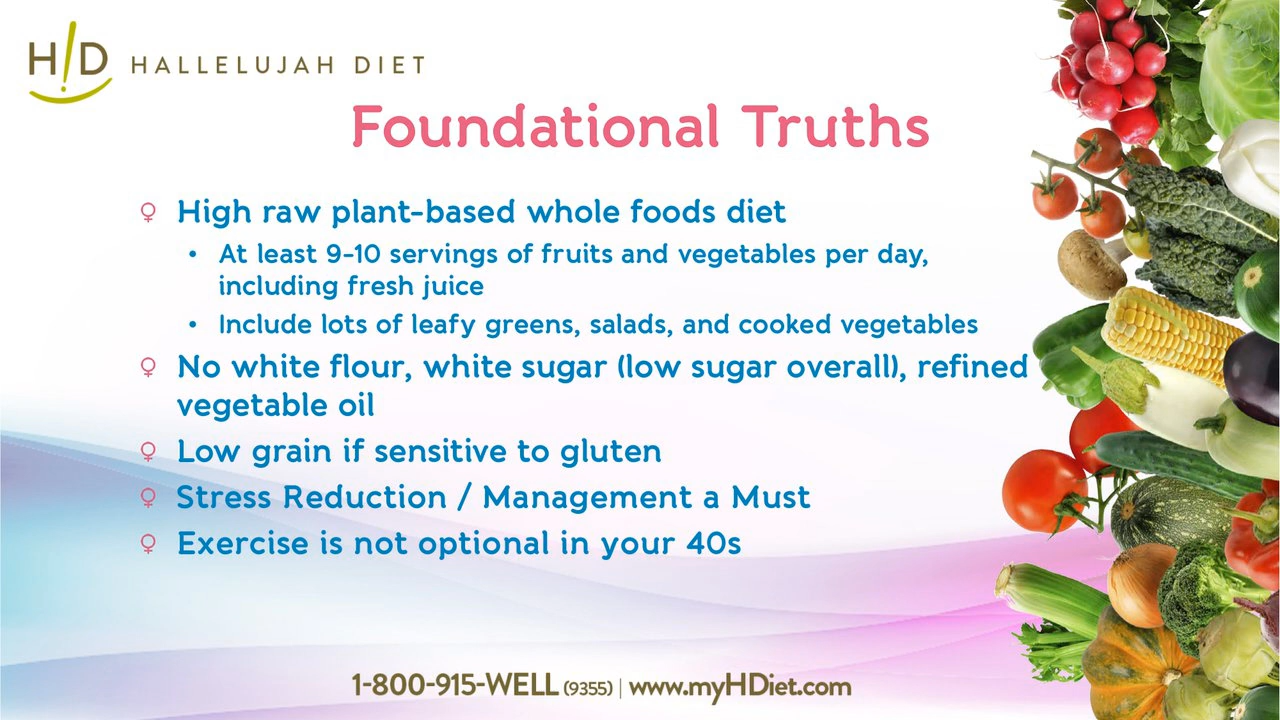 H!D HALLELUJAH DIET
Foundational Truths
♀ High raw plant-based whole foods diet
• At least 9-10 servings of fruits and vegetables per day,
including fresh juice
• Include lots of leafy greens, salads, and cooked vegetables
♀ No white flour, white sugar (low sugar overall), refined
vegetable oil
♀ Low grain if sensitive to gluten
♀ Stress Reduction / Management a Must
♀ Exercise is not optional in your 40s
1-800-915-WELL (9355) | www.myHDiet.com